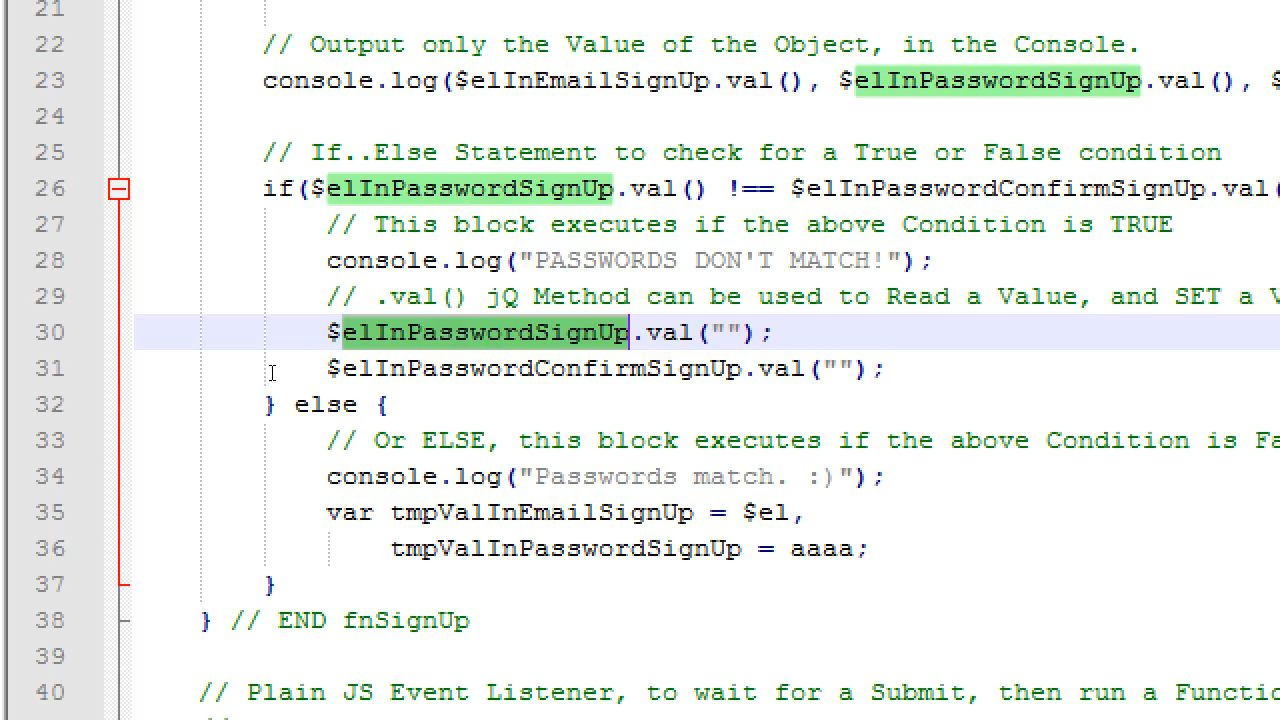 21
22 // Output only the Value of the Object, in the Console.
23 console.log($elInEmailSignUp.val(), $elInPasswordSignUp.val(), $
24
25 // If..Else Statement to check for a True or False condition
26 if($elInPasswordSignUp.val() !== $elInPasswordConfirmSignUp.val(
27 // This block executes if the above Condition is TRUE
28 console.log("PASSWORDS DON'T MATCH!");
29 // .val() jQ Method can be used to Read a Value, and SET a V
30 $elInPasswordSignUp.val("");
31 $elInPasswordConfirmSignUp.val("");
32 } else {
33 // Or ELSE, this block executes if the above Condition is Fa
34 console.log("Passwords match. :)");
35 var tmpValInEmailSignUp = $el,
36 tmpValInPasswordSignUp = aaaa;
37 }
38 } // END fnSignUp
39
40 // Plain JS Event Listener, to wait for a Submit, then run a Functio